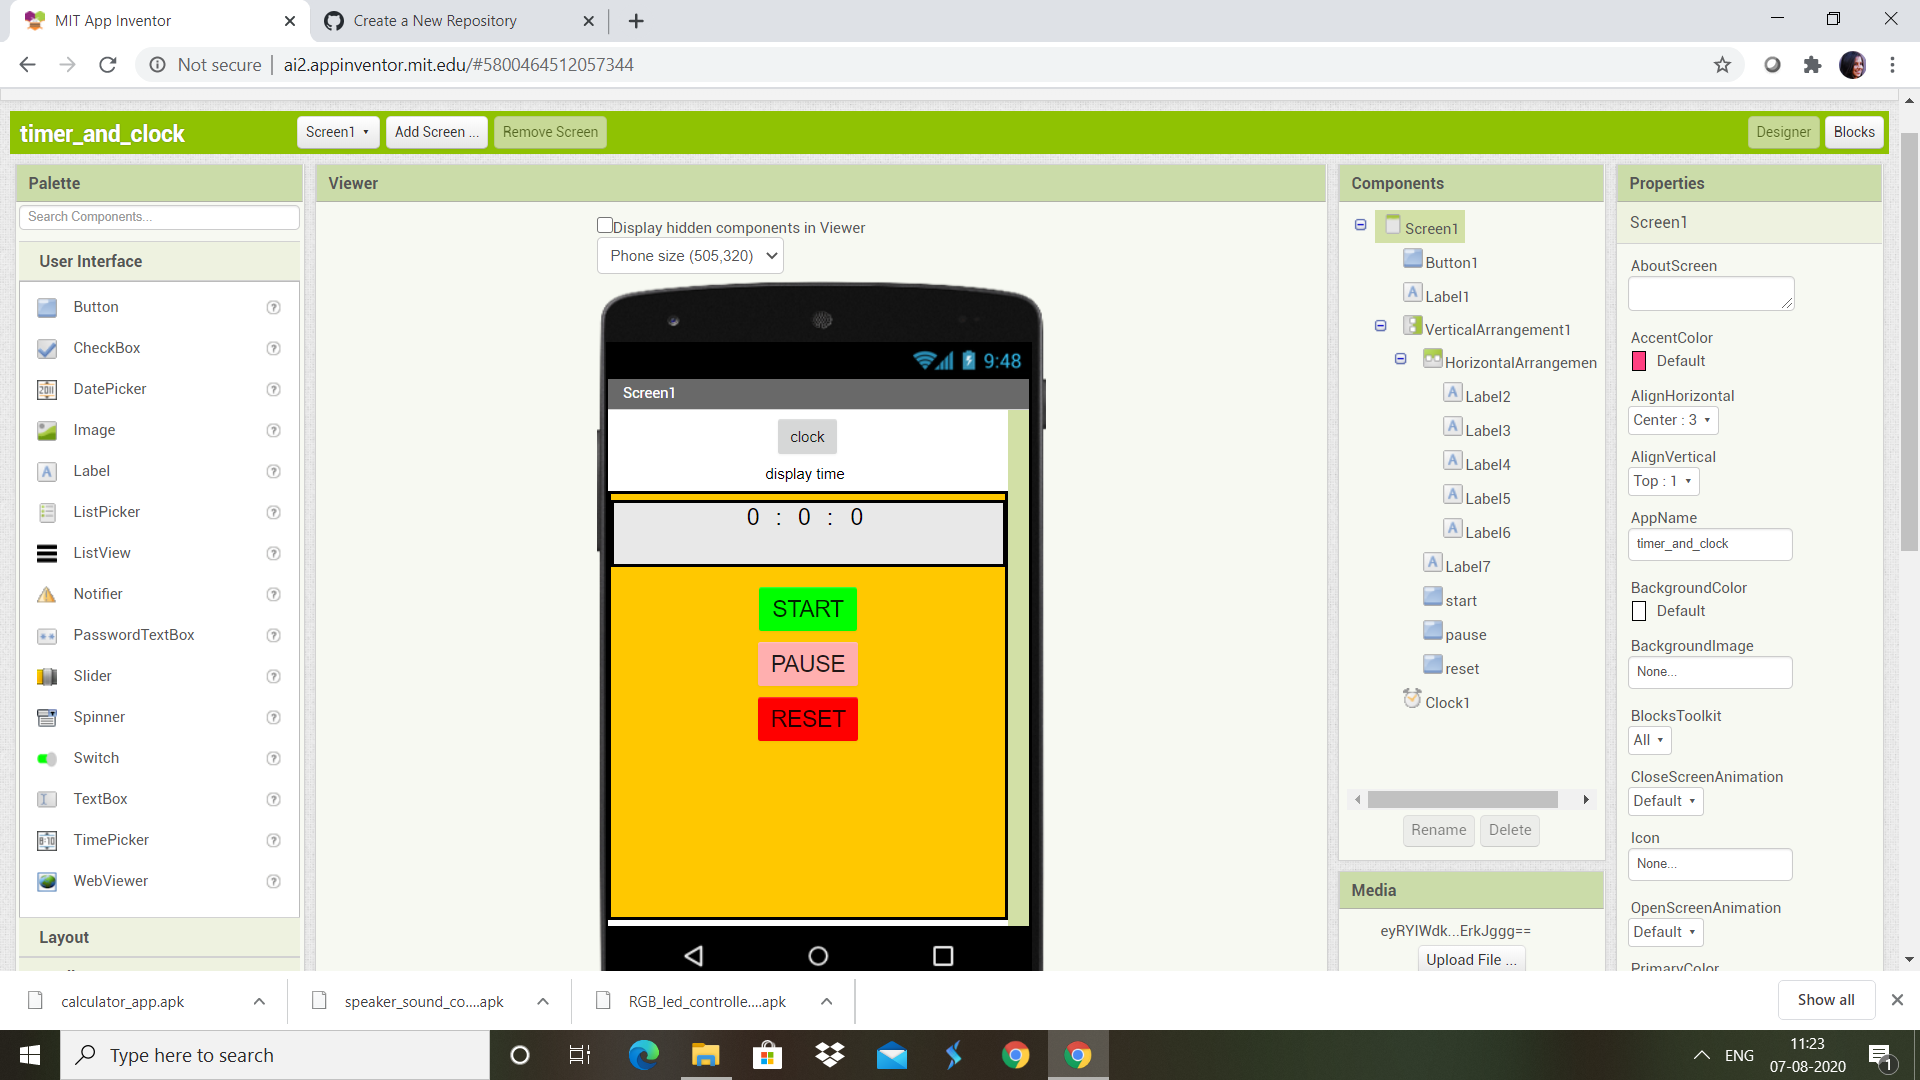 MIT App Inventor
Create a New Repository
Not secure
ai2.appinventor.mit.edu/#5800464512057344
timer_and_clock
Screen1
Add Screen ...
Remove Screen
Designer
Blocks
Palette
Search Components...
User Interface
Button
CheckBox
DatePicker
Image
Label
ListPicker
ListView
Notifier
PasswordTextBox
Slider
Spinner
Switch
TextBox
TimePicker
WebViewer
Layout
Viewer
Display hidden components in Viewer
Phone size (505,320)
9:48
Screen1
clock
display time
0 : 0 : 0
START
PAUSE
RESET
Components
Screen1
Button1
Label1
VerticalArrangement1
HorizontalArrangemen
Label2
Label3
Label4
Label5
Label6
Label7
start
pause
reset
Clock1
Rename
Delete
Media
eyRYIWdk...ErkJggg==
Upload File ...
Properties
Screen1
AboutScreen
AccentColor
Default
AlignHorizontal
Center : 3
AlignVertical
Top : 1
AppName
timer_and_clock
BackgroundColor
Default
BackgroundImage
None...
BlocksToolkit
All
CloseScreenAnimation
Default
Icon
None...
OpenScreenAnimation
Default
PrimaryColor
calculator_app.apk
speaker_sound_co....apk
RGB_led_controlle....apk
Show all
Type here to search
ENG
11:23
07-08-2020
1